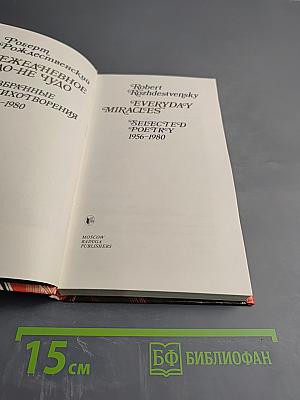 Роберт
Рождественский
ЕЖЕДНЕВНОЕ
ЧУДО
ИЗБРАННЫЕ
СТИХОТВОРЕНИЯ
-1980
Robert
Rozhdestvensky
EVERYDAY
MIRACLES
SELECTED
POETRY
1956-1980
MOSCOW
RADUGA
PUBLISHERS
15 см
БФ БИБЛИОФАН